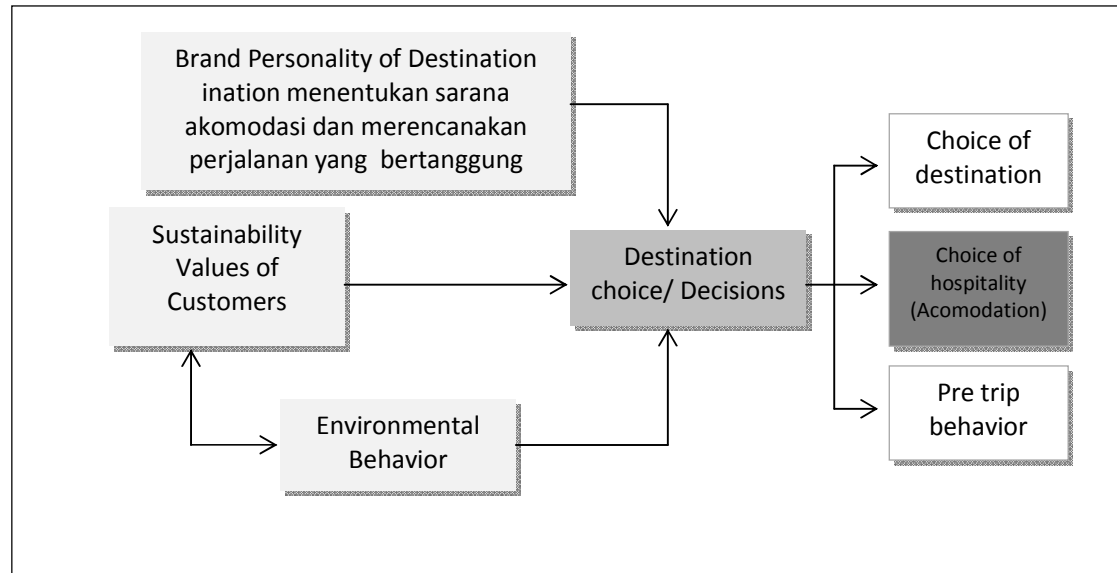 Brand Personality of Destination
ination menentukan sarana
akomodasi dan merencanakan
perjalanan yang bertanggung
Sustainability
Values of
Customers
Environmental
Behavior
Destination
choice/ Decisions
Choice of
destination
Choice of
hospitality
(Acomodation)
Pre trip
behavior